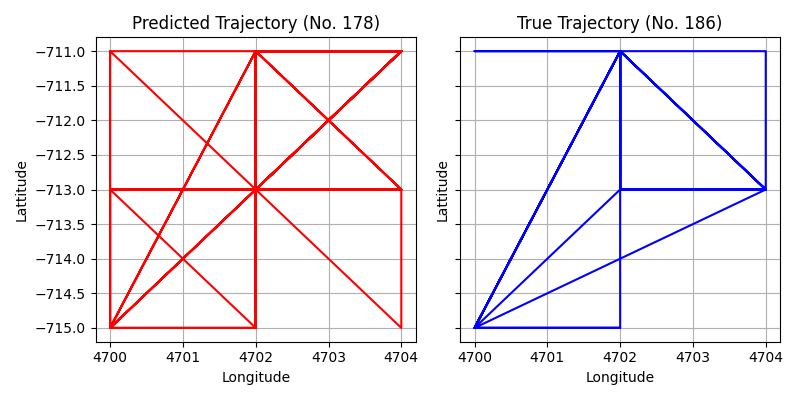 Predicted Trajectory (No. 178)
True Trajectory (No. 186)
−711.0
−711.5
−712.0
−712.5
−713.0
−713.5
−714.0
−714.5
−715.0
Lattitude
Lattitude
4700 4701 4702 4703 4704
4700 4701 4702 4703 4704
Longitude
Longitude